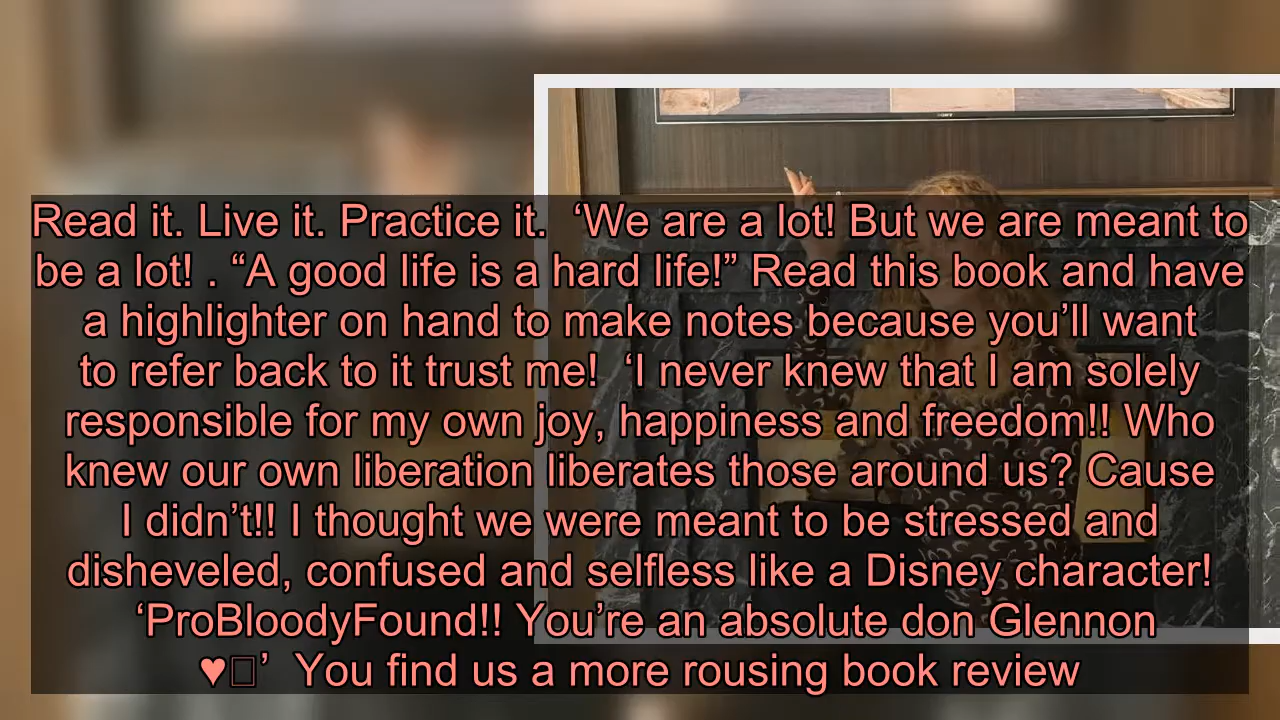 Read it. Live it. Practice it.  ‘We are a lot! But we are meant to
be a lot! . “A good life is a hard life!” Read this book and have
a highlighter on hand to make notes because you’ll want
to refer back to it trust me!  ‘I never knew that I am solely
responsible for my own joy, happiness and freedom!! Who
knew our own liberation liberates those around us? Cause
I didn’t!! I thought we were meant to be stressed and
disheveled, confused and selfless like a Disney character!
‘ProBloodyFound!! You’re an absolute don Glennon
♥’  You find us a more rousing book review